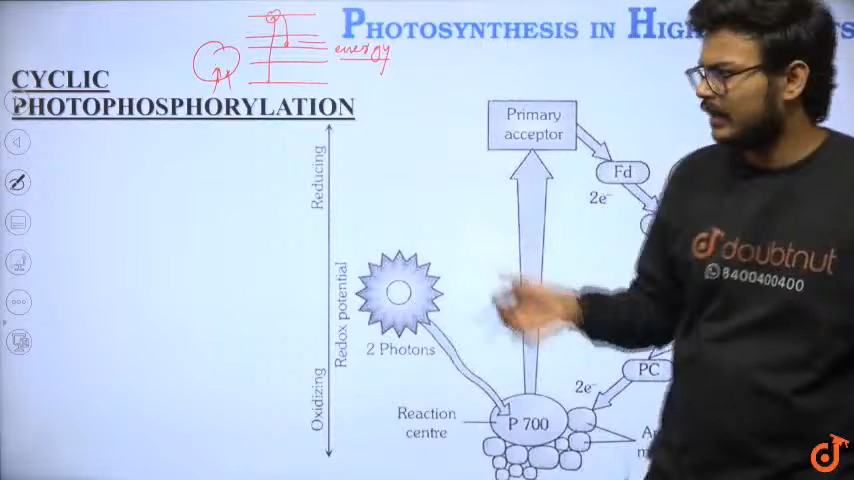 PHOTOSYNTHESIS IN
energy
CYCLIC
PHOTOPHOSPHORYLATION
Primary
acceptor
Reducing
Fd
2e⁻
doubtnut
8400400400
Redox potential
2 Photons
PC
2e⁻
Oxidizing
Reaction
centre
P 700